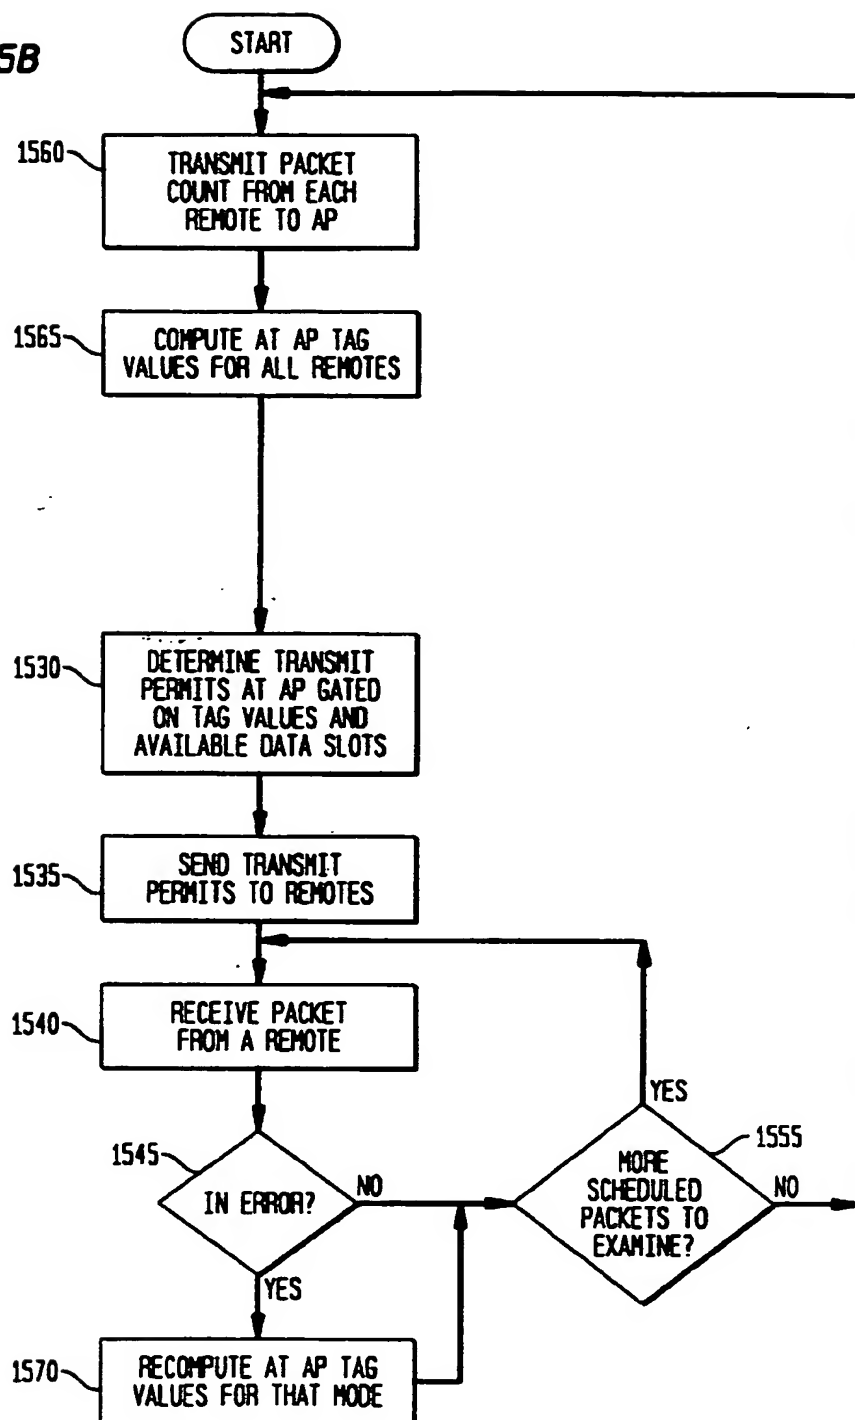 5B
START
1560
TRANSMIT PACKET
COUNT FROM EACH
REMOTE TO AP
1565
COMPUTE AT AP TAG
VALUES FOR ALL REMOTES
1530
DETERMINE TRANSMIT
PERMITS AT AP GATED
ON TAG VALUES AND
AVAILABLE DATA SLOTS
1535
SEND TRANSMIT
PERMITS TO REMOTES
1540
RECEIVE PACKET
FROM A REMOTE
YES
1545
IN ERROR?
NO
1555
MORE
SCHEDULED
PACKETS TO
EXAMINE?
NO
YES
1570
RECOMPUTE AT AP TAG
VALUES FOR THAT MODE